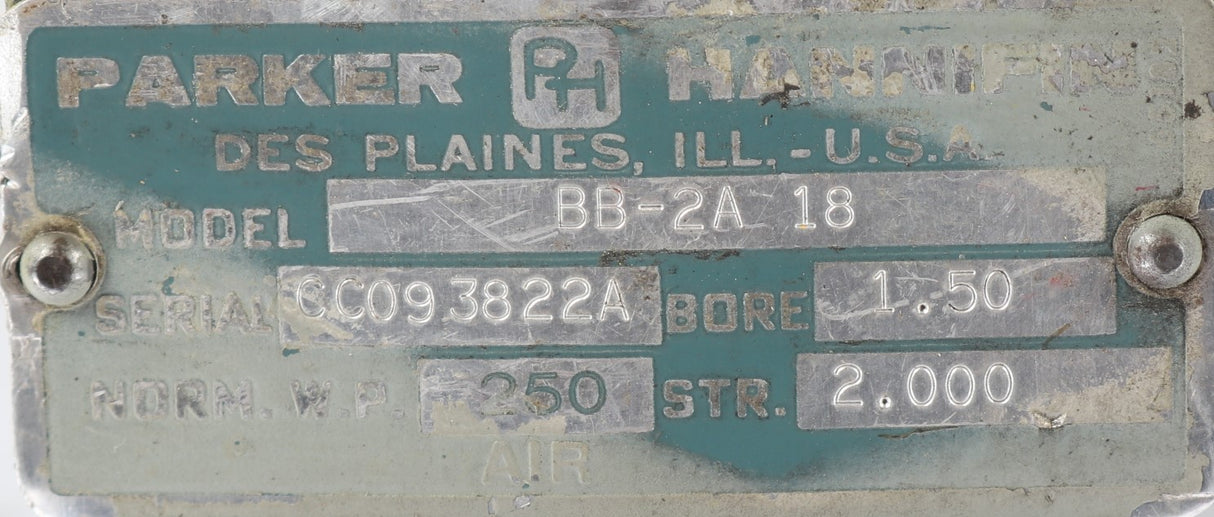 PARKER PH HANNIFIN
DES PLAINES, ILL. - U.S.A.
MODEL BB-2A 18
SERIAL CC093822A BORE 1.50
NORM. W.P. 250 STR. 2.000
AIR